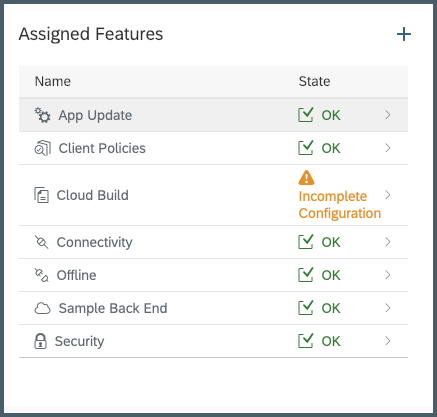 Assigned Features
Name State
App Update OK
Client Policies OK
Cloud Build Incomplete
Configuration
Connectivity OK
Offline OK
Sample Back End OK
Security OK